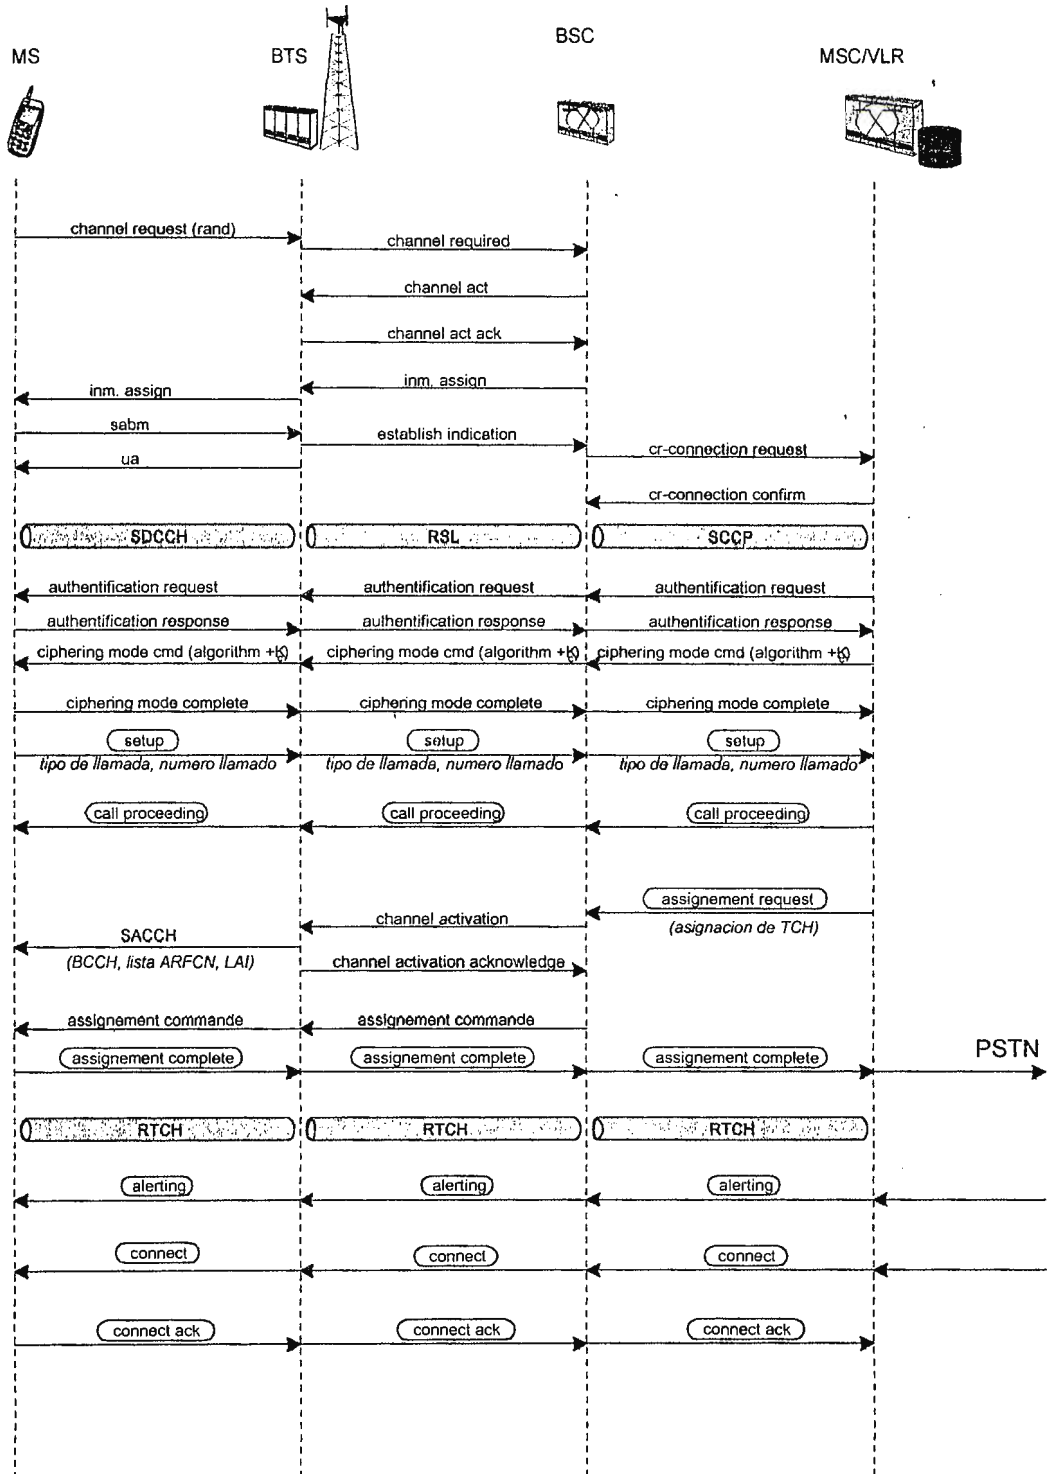 BSC
MS
BTS
MSC/VLR
channel request (rand)
channel required
channel act
channel act ack
inm. assign
inm. assign
sabm
establish indication
cr-connection request
ua
cr-connection confirm
SDCCH
RSL
SCCP
authentification request
authentification request
authentification request
authentification response
authentification response
authentification response
ciphering mode cmd (algorithm +Kc)
ciphering mode cmd (algorithm +Kc)
ciphering mode cmd (algorithm +Kc)
ciphering mode complete
ciphering mode complete
ciphering mode complete
setup
setup
setup
tipo de llamada, numero llamado
tipo de llamada, numero llamado
tipo de llamada, numero llamado
call proceeding
call proceeding
call proceeding
assignement request
(asignacion de TCH)
channel activation
SACCH
(BCCH, lista ARFCN, LAI)
channel activation acknowledge
assignement commande
assignement commande
PSTN
assignement complete
assignement complete
assignement complete
RTCH
RTCH
RTCH
alerting
alerting
alerting
connect
connect
connect
connect ack
connect ack
connect ack